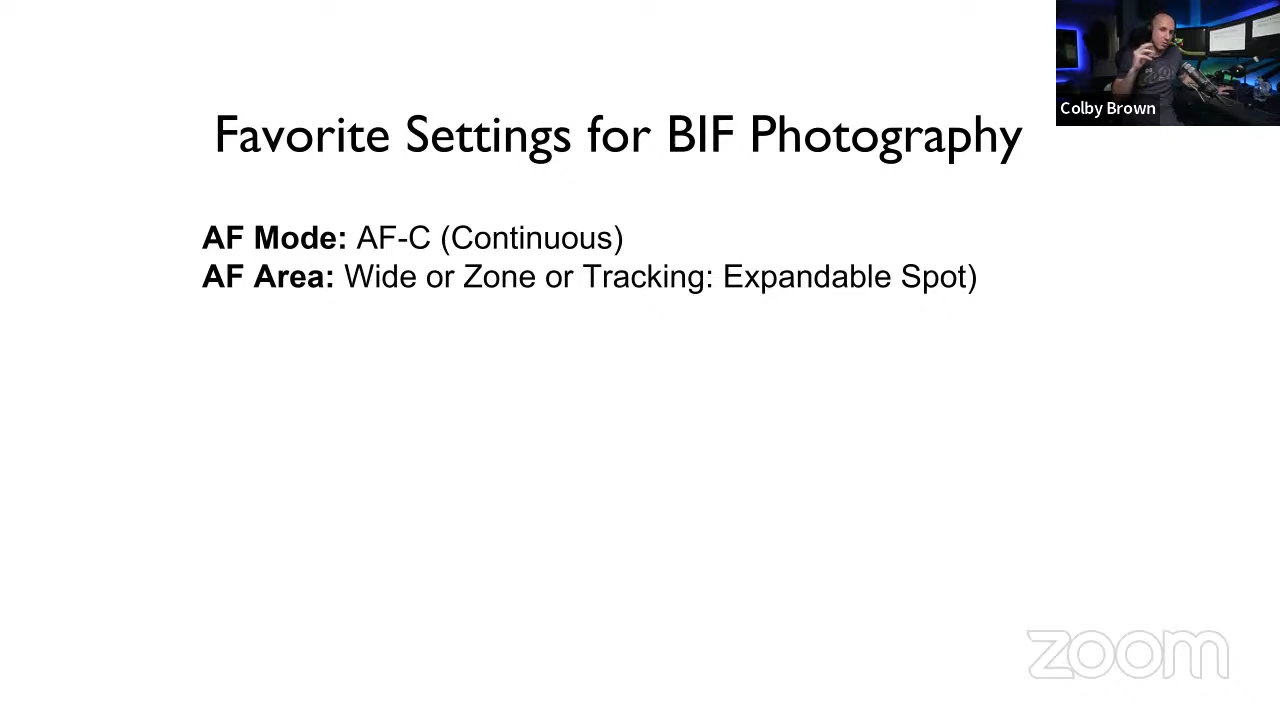 Colby Brown
Favorite Settings for BIF Photography
AF Mode: AF-C (Continuous)
AF Area: Wide or Zone or Tracking: Expandable Spot)
zoom